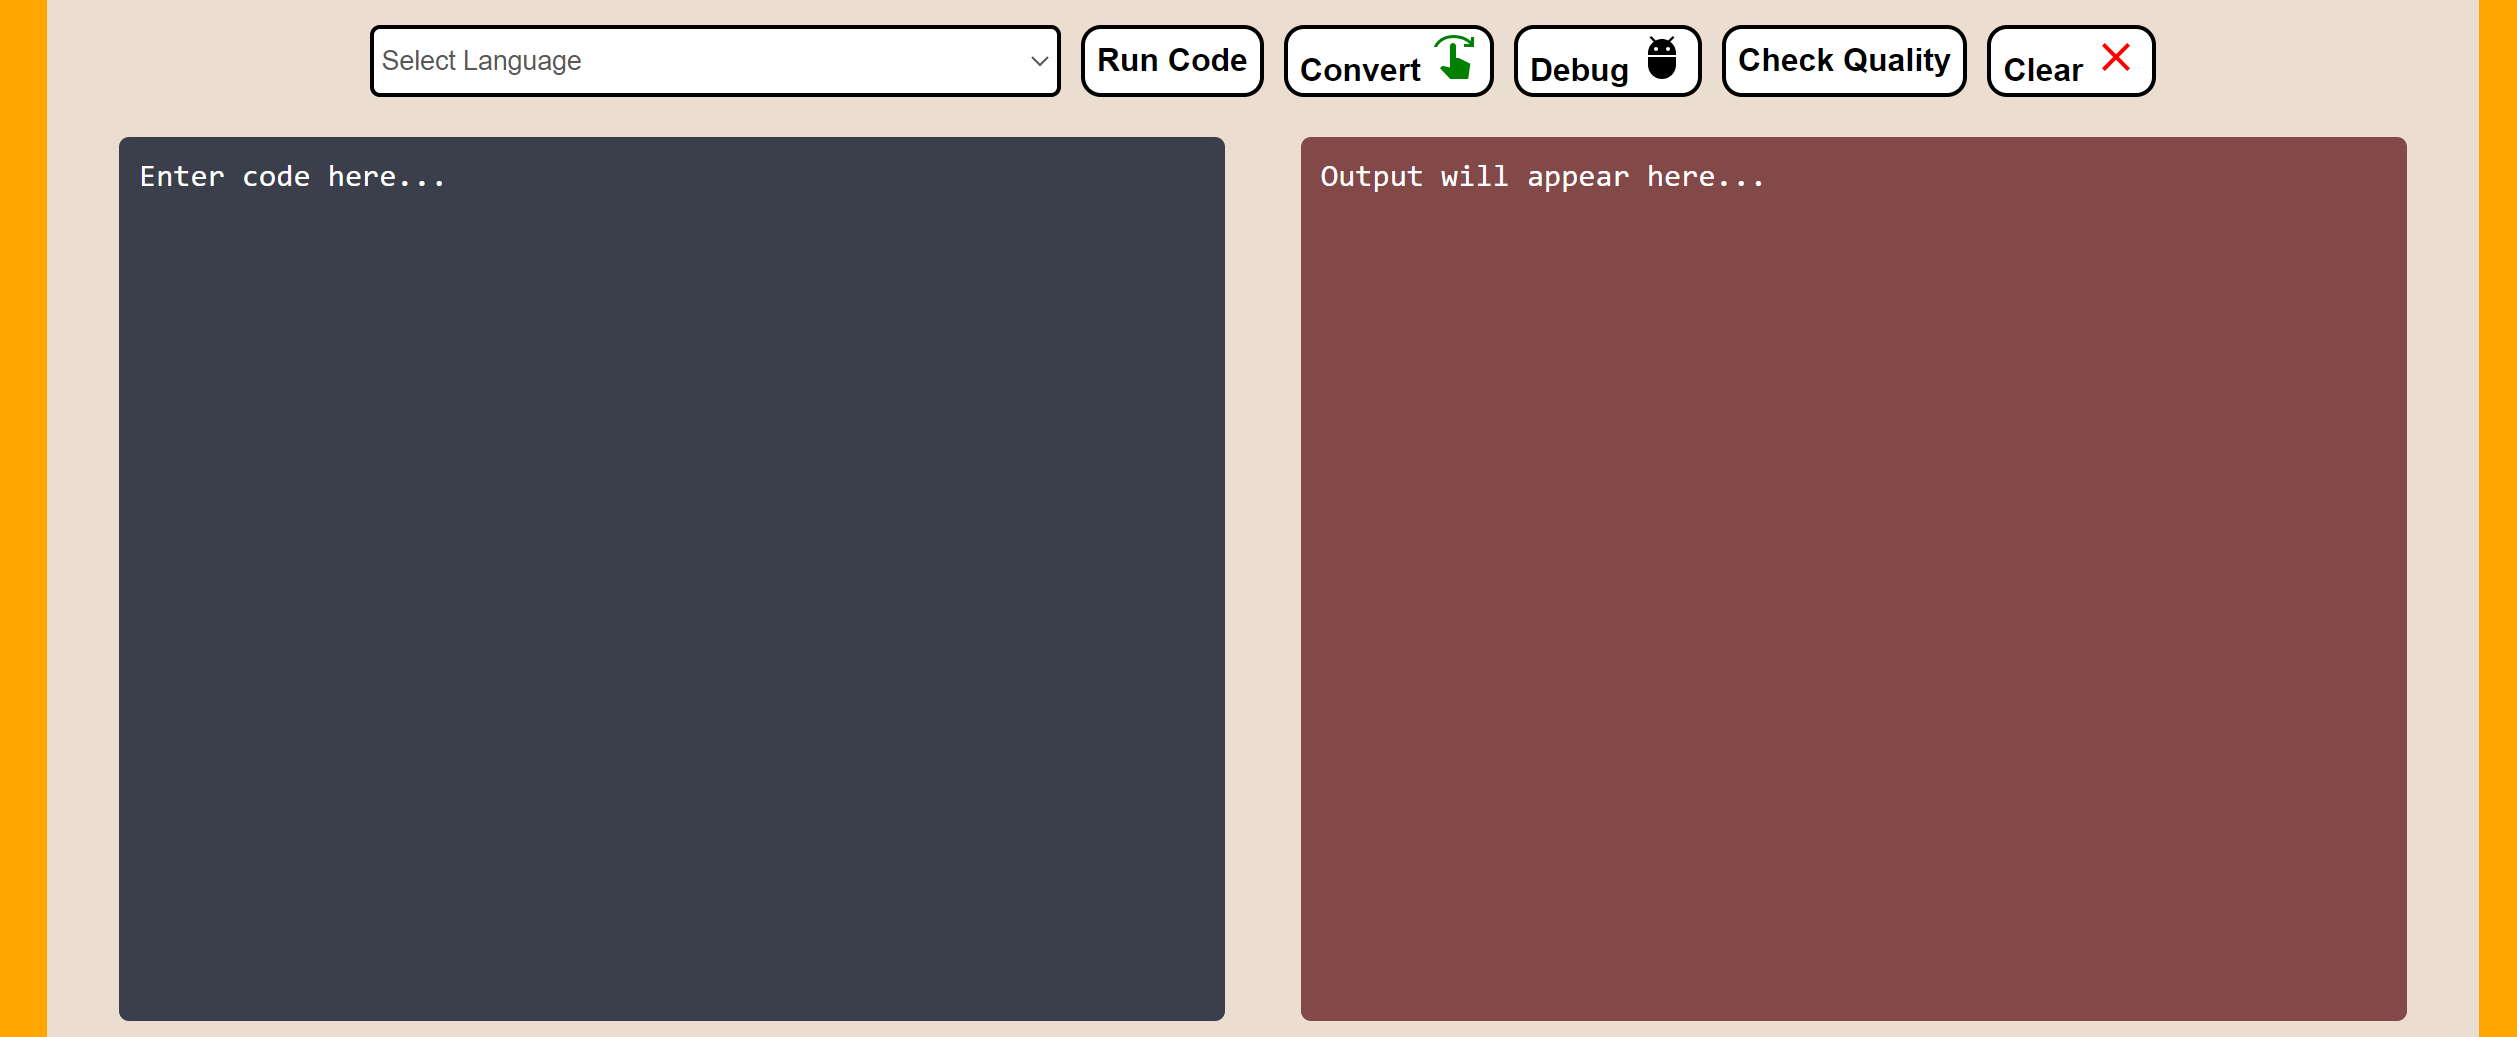 Select Language Run Code Convert Debug Check Quality Clear
Enter code here...
Output will appear here...